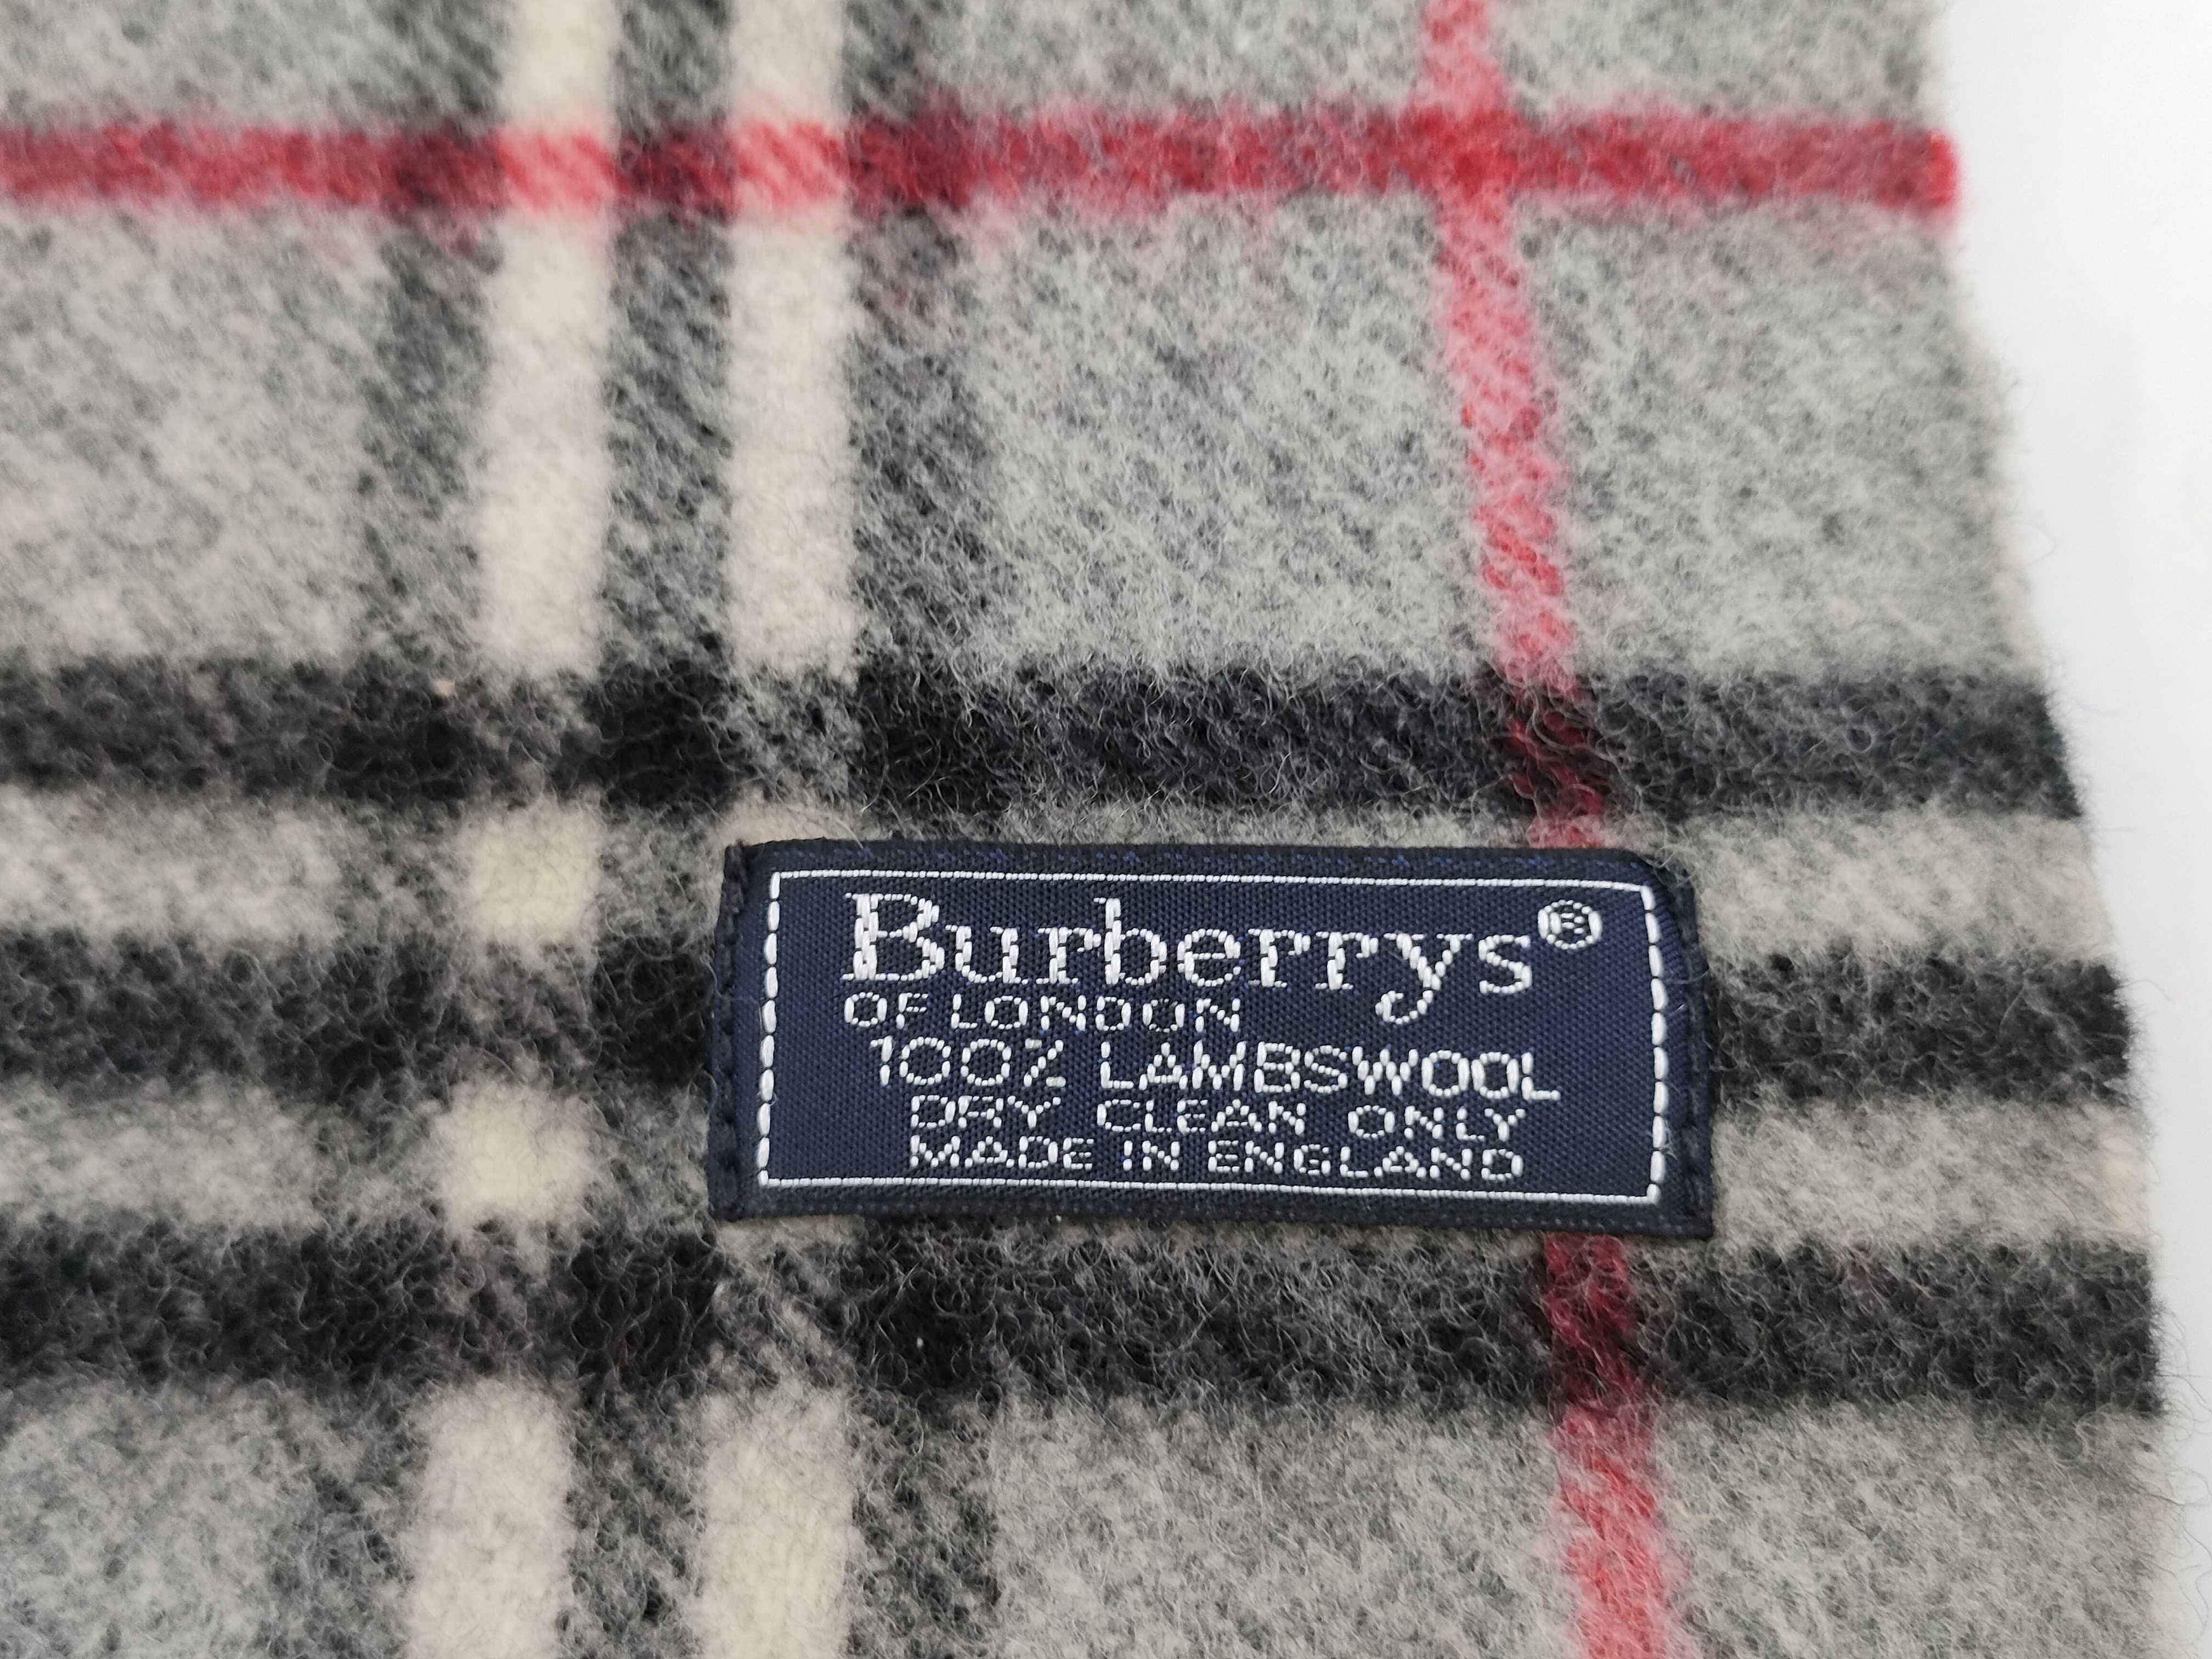 Burberrys®
OF LONDON
100% LAMBSWOOL
DRY CLEAN ONLY
MADE IN ENGLAND